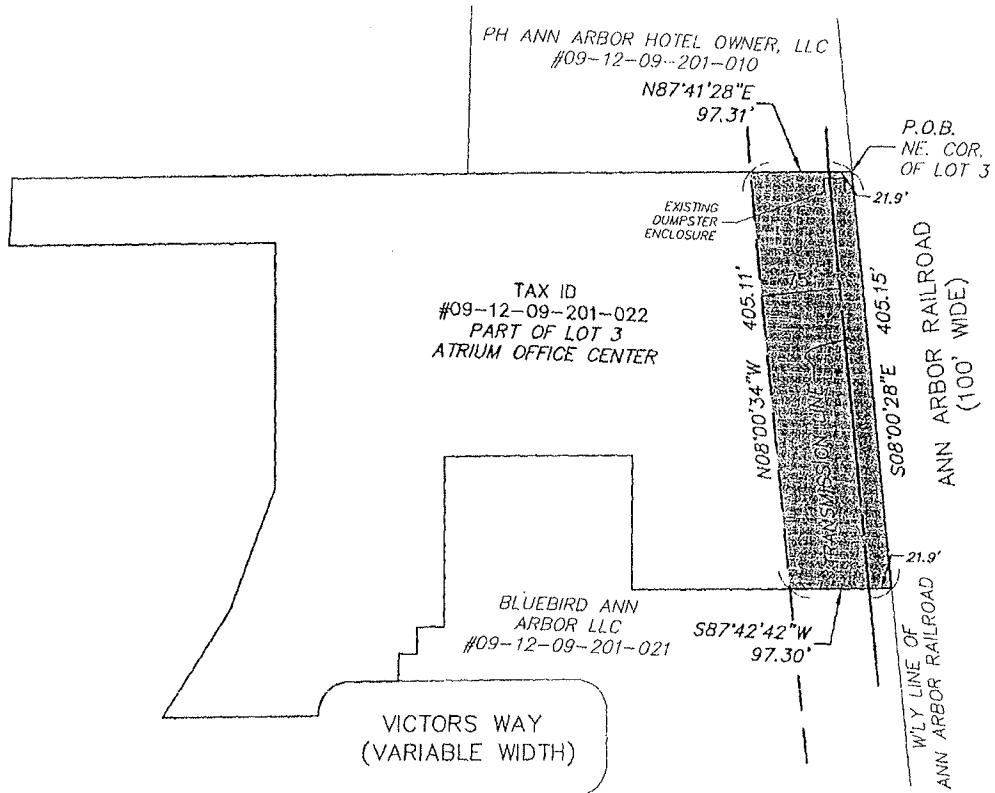 PH ANN ARBOR HOTEL OWNER, LLC
#09-12-09-201-010
N87°41'28"E
97.31'
P.O.B.
NE. COR.
OF LOT 3
21.9'
EXISTING
DUMPSTER
ENCLOSURE
TAX ID
#09-12-09-201-022
PART OF LOT 3
ATRIUM OFFICE CENTER
N08°00'34"W 405.11'
75'
TRANSMISSION LINE
S08°00'28"E 405.15'
ANN ARBOR RAILROAD
(100' WIDE)
21.9'
BLUEBIRD ANN
ARBOR LLC
#09-12-09-201-021
S87°42'42"W
97.30'
W'LY LINE OF
ANN ARBOR RAILROAD
VICTORS WAY
(VARIABLE WIDTH)